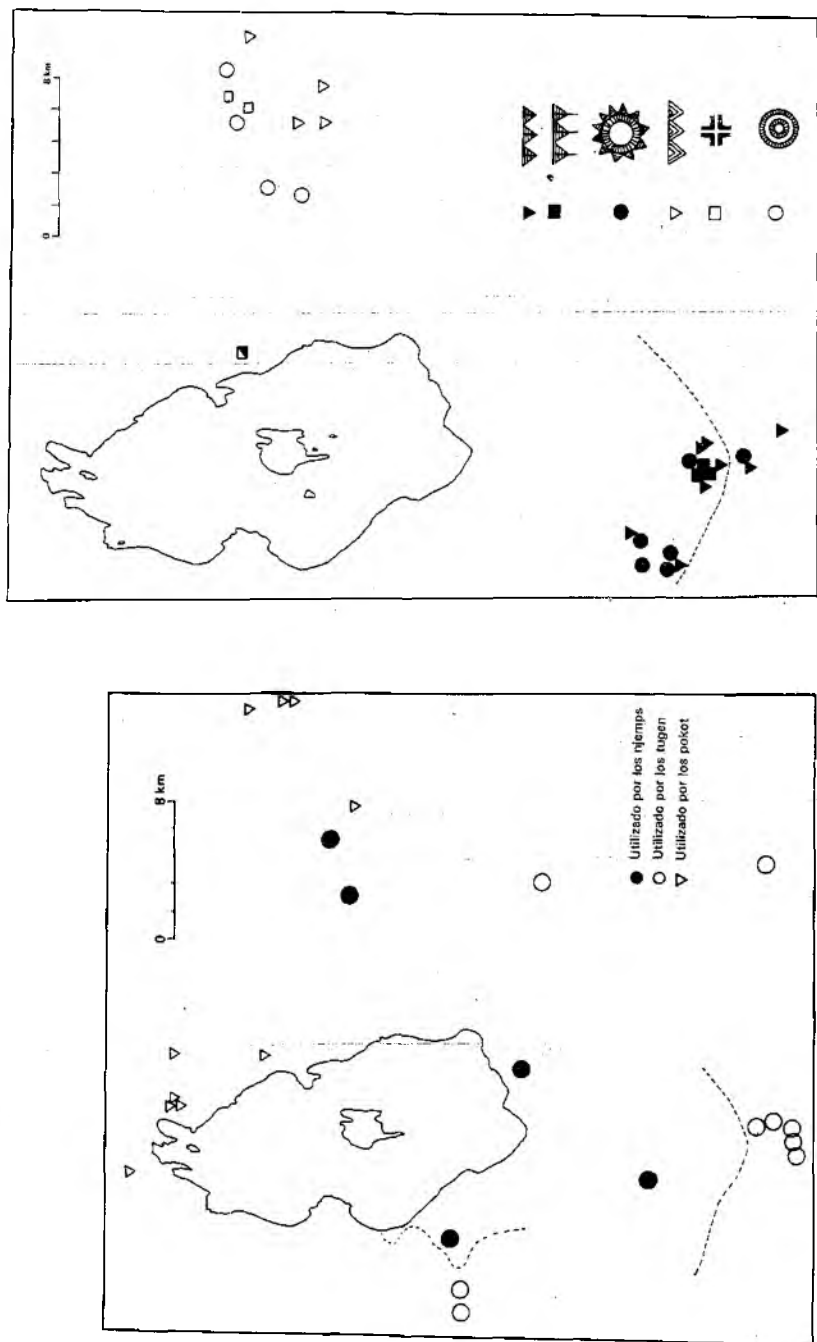 0
8 km
0
8 km
Utilizado por los njemps
Utilizado por los tugen
Utilizado por los pokot